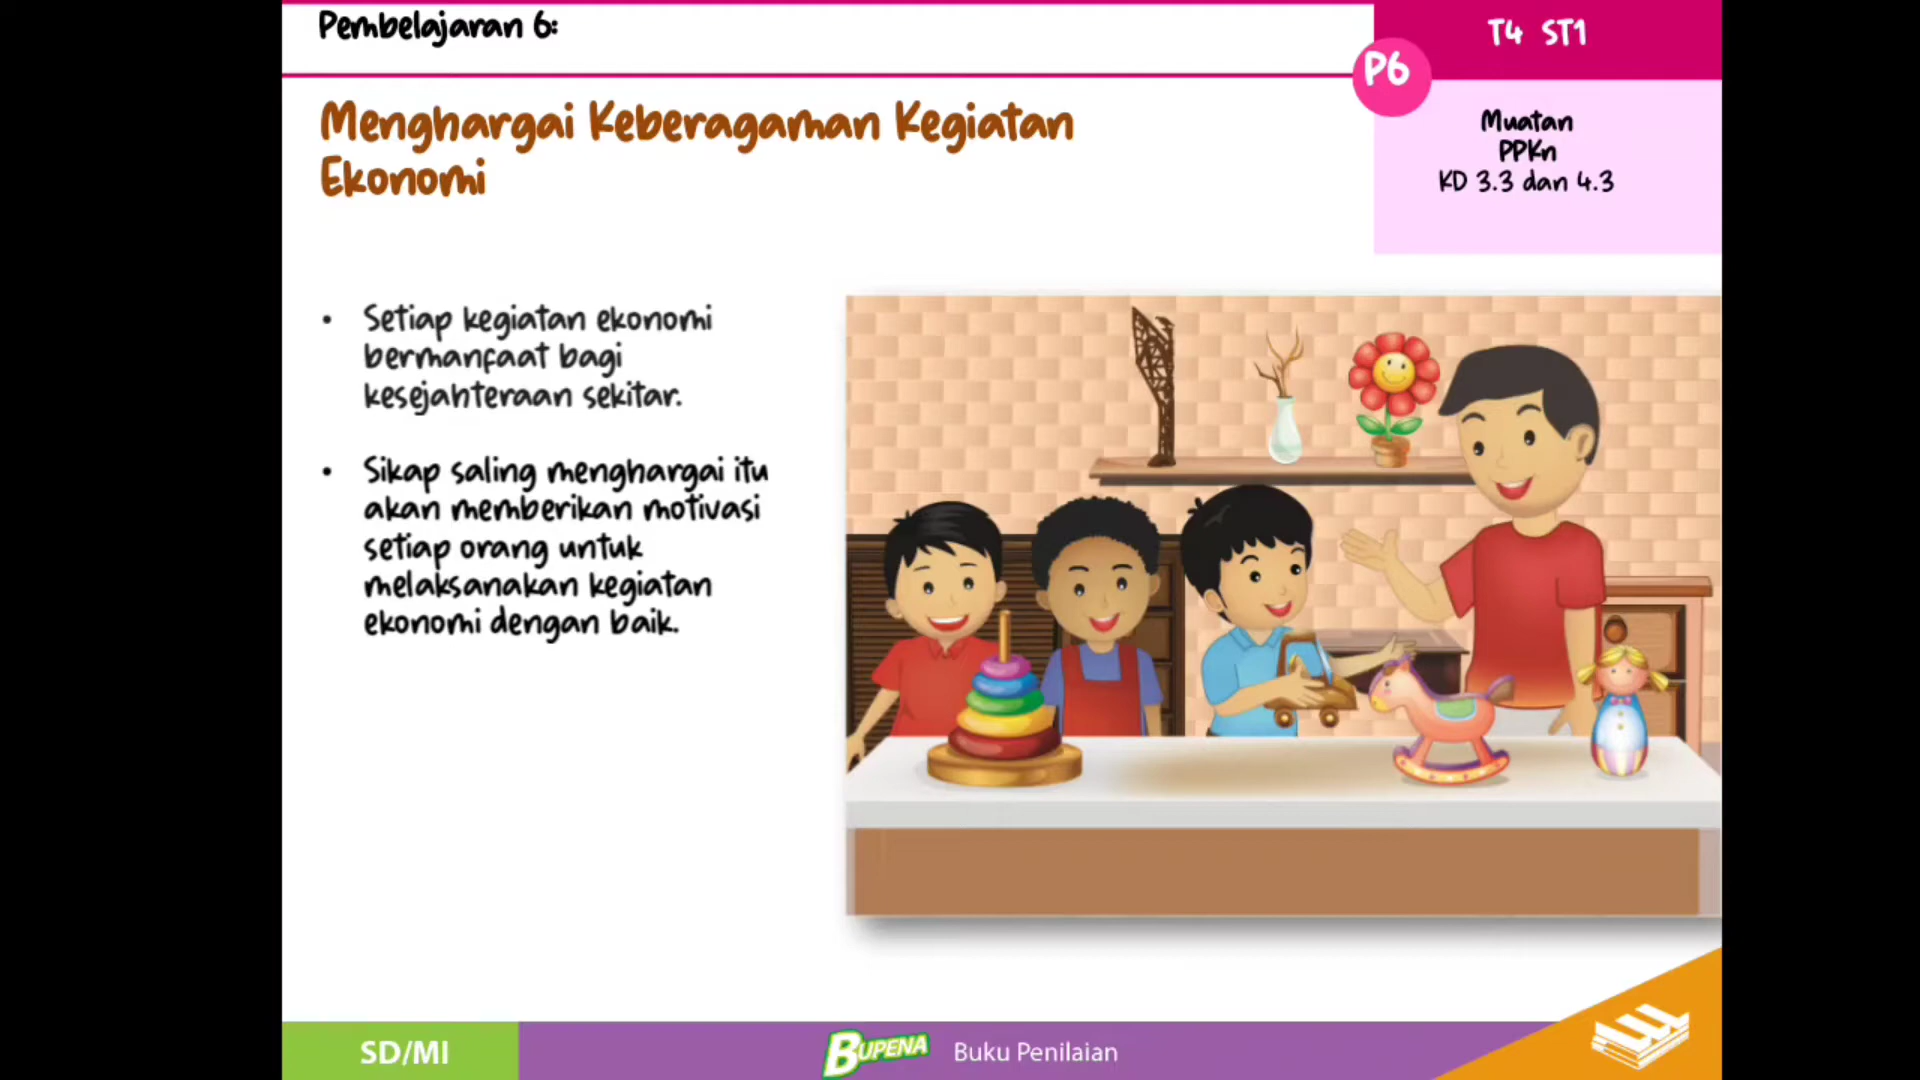 Pembelajaran 6:
T4 ST1
P6
Menghargai Keberagaman Kegiatan
Ekonomi
Muatan
PPKn
KD 3.3 dan 4.3
• Setiap kegiatan ekonomi
bermanfaat bagi
kesejahteraan sekitar.
• Sikap saling menghargai itu
akan memberikan motivasi
setiap orang untuk
melaksanakan kegiatan
ekonomi dengan baik.
SD/MI
BUPENA Buku Penilaian